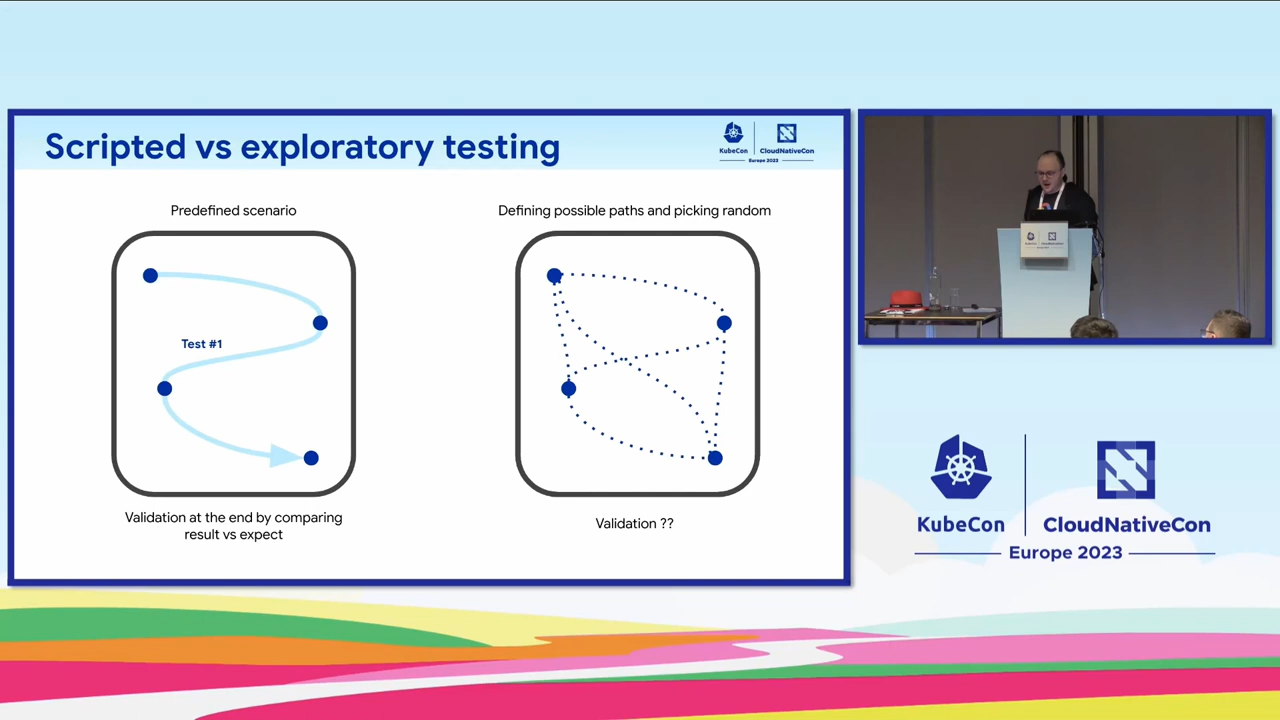 Scripted vs exploratory testing
KubeCon
CloudNativeCon
Europe 2023
Predefined scenario
Defining possible paths and picking random
Test #1
Validation at the end by comparing
result vs expect
Validation ??
KubeCon
CloudNativeCon
Europe 2023